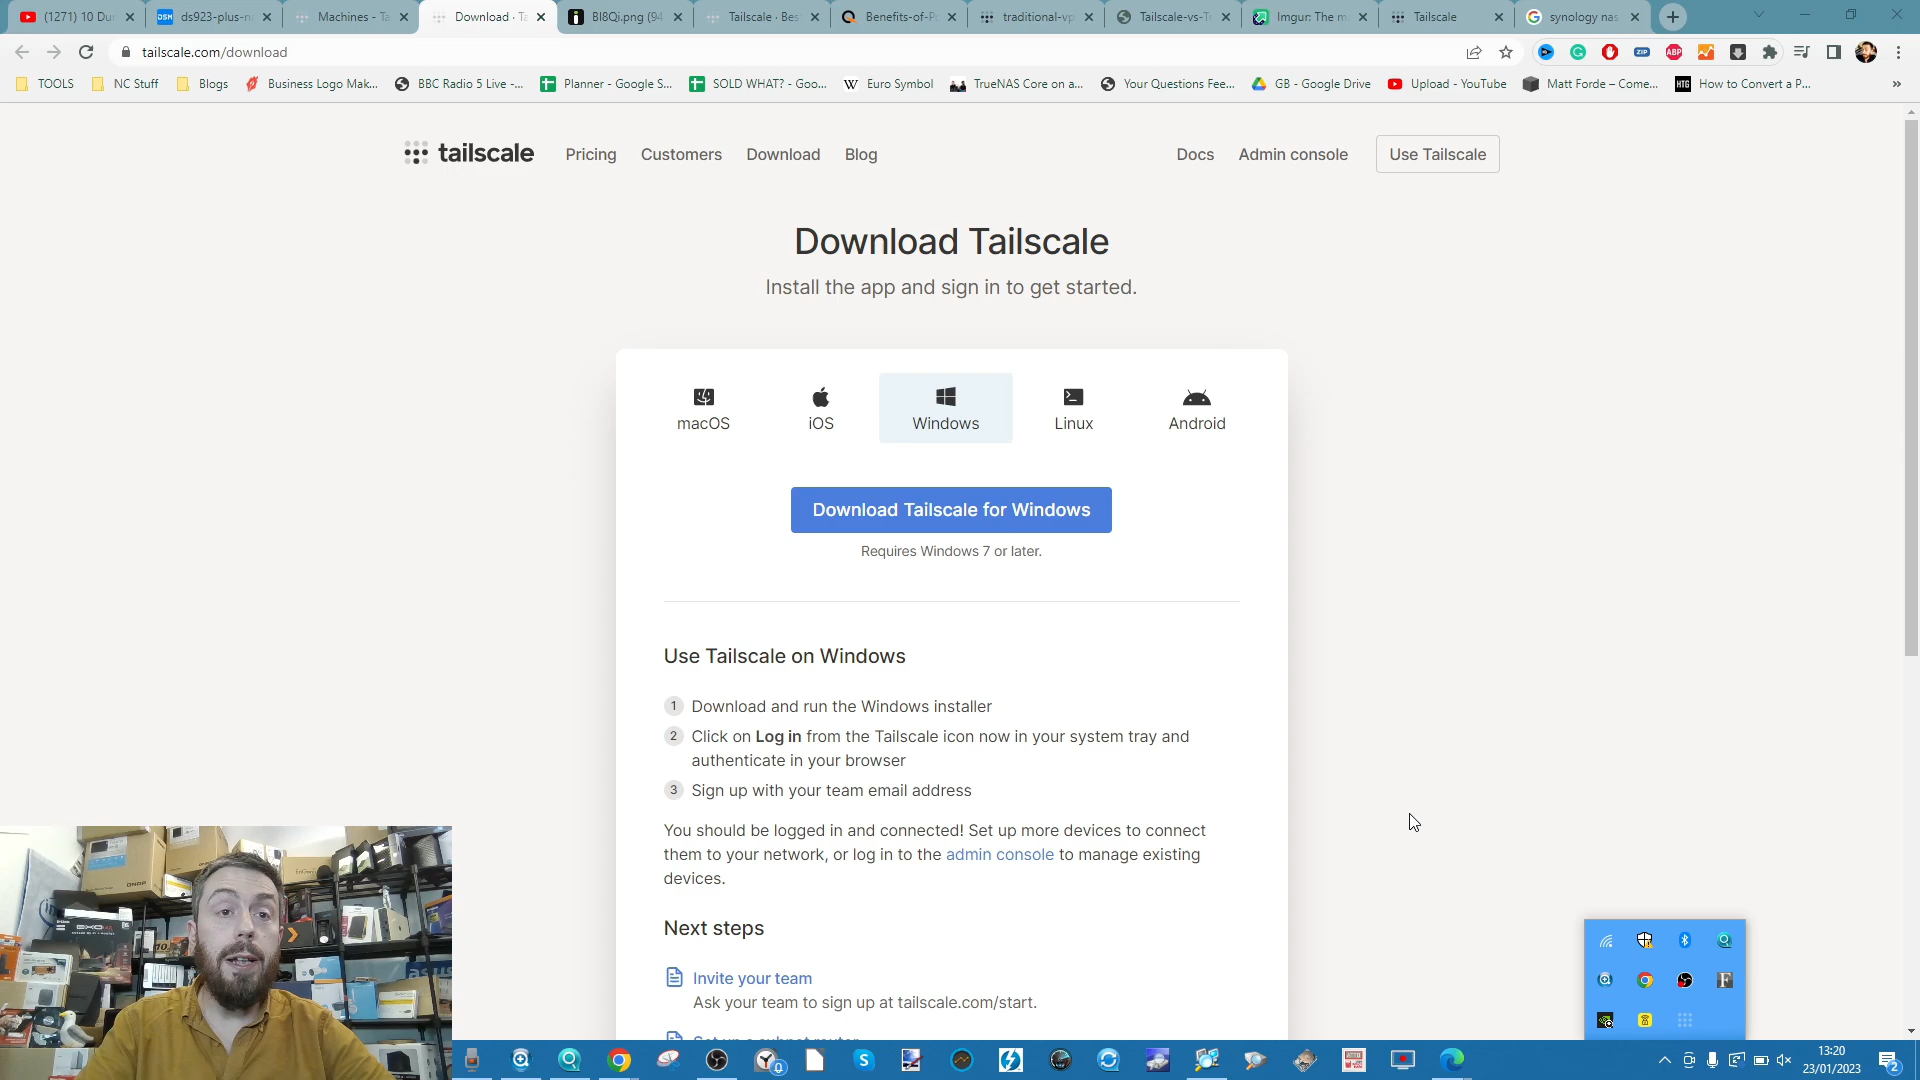 (1271) 10 Du
ds923-plus-n
Machines - Ta
Download · Ta
BI8Qi.png (94
Tailscale · Bes
Benefits-of-P
traditional-vp
Tailscale-vs-T
Imgur: The m
Tailscale
synology nas
tailscale.com/download
TOOLS
NC Stuff
Blogs
Business Logo Mak...
BBC Radio 5 Live -...
Planner - Google S...
SOLD WHAT? - Goo...
Euro Symbol
TrueNAS Core on a...
Your Questions Fee...
GB - Google Drive
Upload - YouTube
Matt Forde – Come...
How to Convert a P...
tailscale
Pricing
Customers
Download
Blog
Docs
Admin console
Use Tailscale
Download Tailscale
Install the app and sign in to get started.
macOS
iOS
Windows
Linux
Android
Download Tailscale for Windows
Requires Windows 7 or later.
Use Tailscale on Windows
1 Download and run the Windows installer
2 Click on Log in from the Tailscale icon now in your system tray and
authenticate in your browser
3 Sign up with your team email address
You should be logged in and connected! Set up more devices to connect
them to your network, or log in to the admin console to manage existing
devices.
Next steps
Invite your team
Ask your team to sign up at tailscale.com/start.
13:20
23/01/2023
2